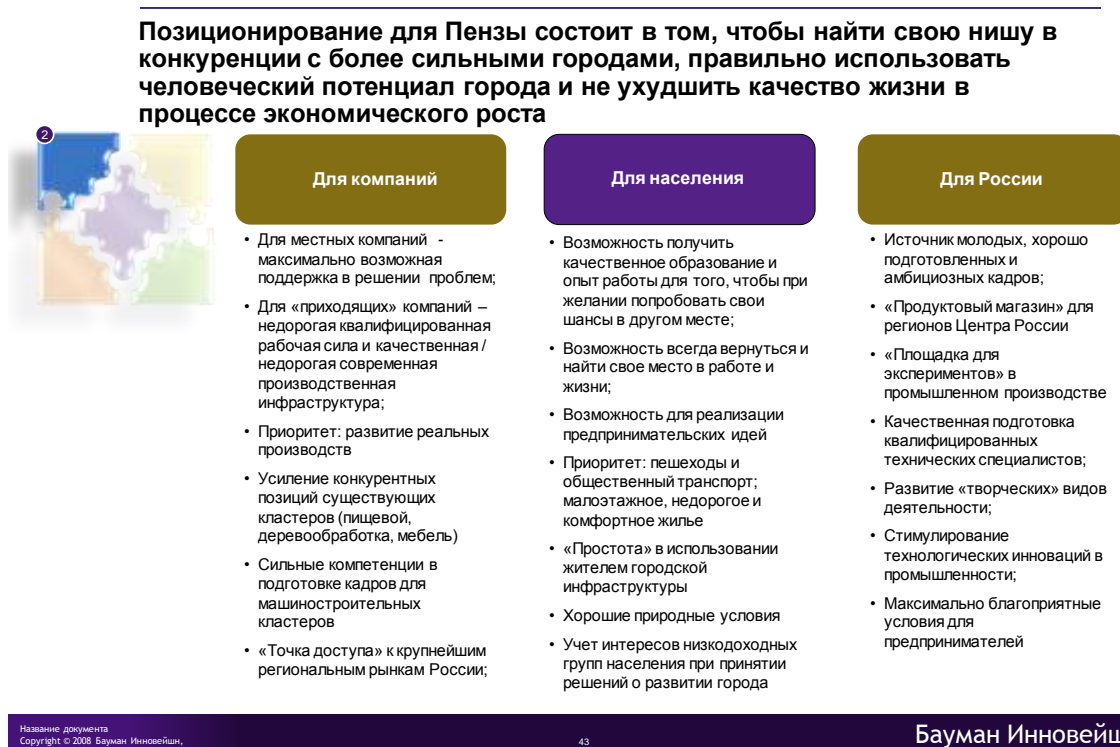 Позиционирование для Пензы состоит в том, чтобы найти свою нишу в
конкуренции с более сильными городами, правильно использовать
человеческий потенциал города и не ухудшить качество жизни в
процессе экономического роста
2
Для компаний
• Для местных компаний -
максимально возможная
поддержка в решении проблем;
• Для «приходящих» компаний –
недорогая квалифицированная
рабочая сила и качественная /
недорогая современная
производственная
инфраструктура;
• Приоритет: развитие реальных
производств
• Усиление конкурентных
позиций существующих
кластеров (пищевой,
деревообработка, мебель)
• Сильные компетенции в
подготовке кадров для
машиностроительных
кластеров
• «Точка доступа» к крупнейшим
региональным рынкам России;
Для населения
• Возможность получить
качественное образование и
опыт работы для того, чтобы при
желании попробовать свои
шансы в другом месте;
• Возможность всегда вернуться и
найти свое место в работе и
жизни;
• Возможность для реализации
предпринимательских идей
• Приоритет: пешеходы и
общественный транспорт;
малоэтажное, недорогое и
комфортное жилье
• «Простота» в использовании
жителем городской
инфраструктуры
• Хорошие природные условия
• Учет интересов низкодоходных
групп населения при принятии
решений о развитии города
Для России
• Источник молодых, хорошо
подготовленных и
амбициозных кадров;
• «Продуктовый магазин» для
регионов Центра России
• «Площадка для
экспериментов» в
промышленном производстве
• Качественная подготовка
квалифицированных
технических специалистов;
• Развитие «творческих» видов
деятельности;
• Стимулирование
технологических инноваций в
промышленности;
• Максимально благоприятные
условия для
предпринимателей
Название документа
Copyright © 2008 Бауман Инновейшн,
43
Бауман Инновейш